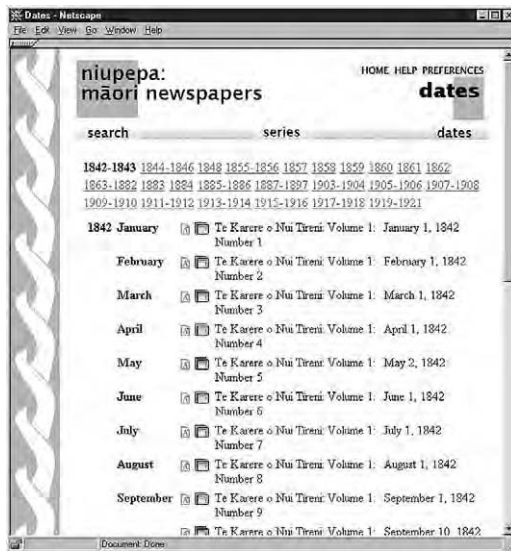 Dates - Netscape
File Edit View Go Window Help
niupepa:
māori newspapers
HOME HELP PREFERENCES
dates
search series dates
1842-1843 1844-1846 1848 1855-1856 1857 1858 1859 1860 1861 1862
1863-1882 1883 1884 1885-1886 1887-1897 1903-1904 1905-1906 1907-1908
1909-1910 1911-1912 1913-1914 1915-1916 1917-1918 1919-1921
1842 January Te Karere o Nui Tireni: Volume 1: January 1, 1842
Number 1
February Te Karere o Nui Tireni: Volume 1: February 1, 1842
Number 2
March Te Karere o Nui Tireni: Volume 1: March 1, 1842
Number 3
April Te Karere o Nui Tireni: Volume 1: April 1, 1842
Number 4
May Te Karere o Nui Tireni: Volume 1: May 2, 1842
Number 5
June Te Karere o Nui Tireni: Volume 1: June 1, 1842
Number 6
July Te Karere o Nui Tireni: Volume 1: July 1, 1842
Number 7
August Te Karere o Nui Tireni: Volume 1: August 1, 1842
Number 8
September Te Karere o Nui Tireni: Volume 1: September 1, 1842
Number 9
Te Karere o Nui Tireni: Volume 1: September 10, 1842
Document: Done